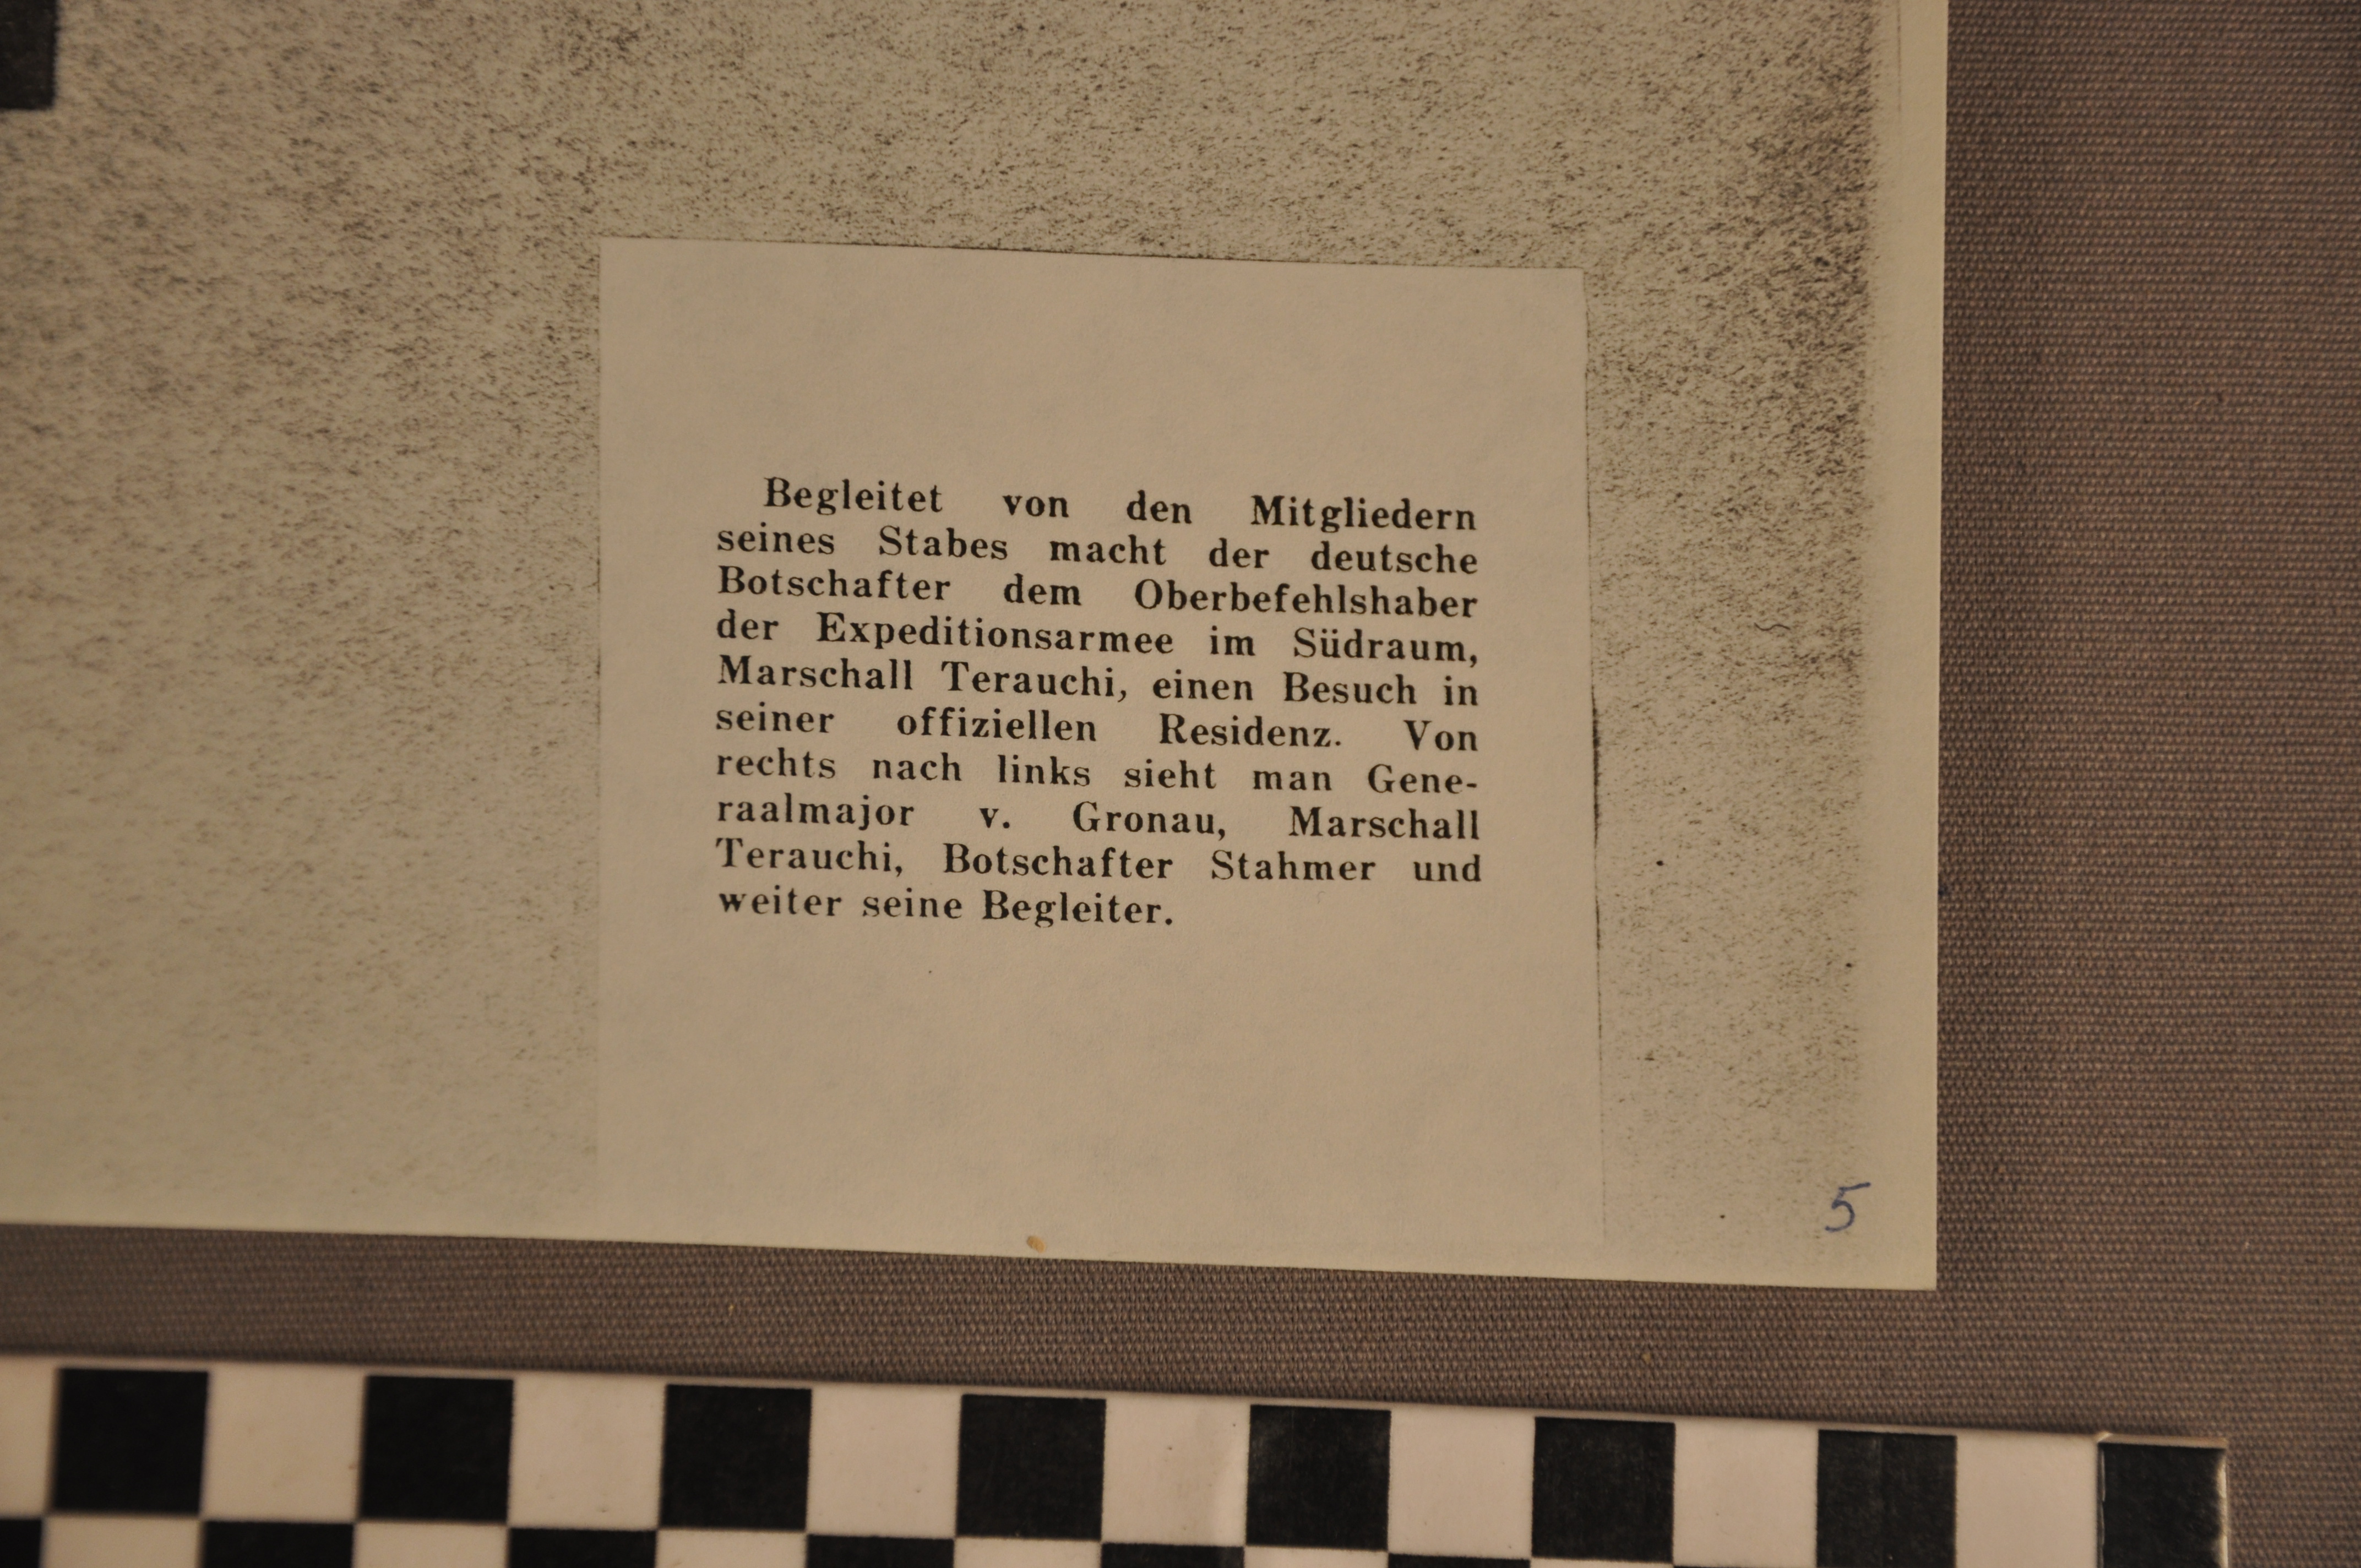 Begleitet von den Mitgliedern
seines Stabes macht der deutsche
Botschafter dem Oberbefehlshaber
der Expeditionsarmee im Südraum,
Marschall Terauchi, einen Besuch in
seiner offiziellen Residenz. Von
rechts nach links sieht man Gene-
raalmajor v. Gronau, Marschall
Terauchi, Botschafter Stahmer und
weiter seine Begleiter.
5